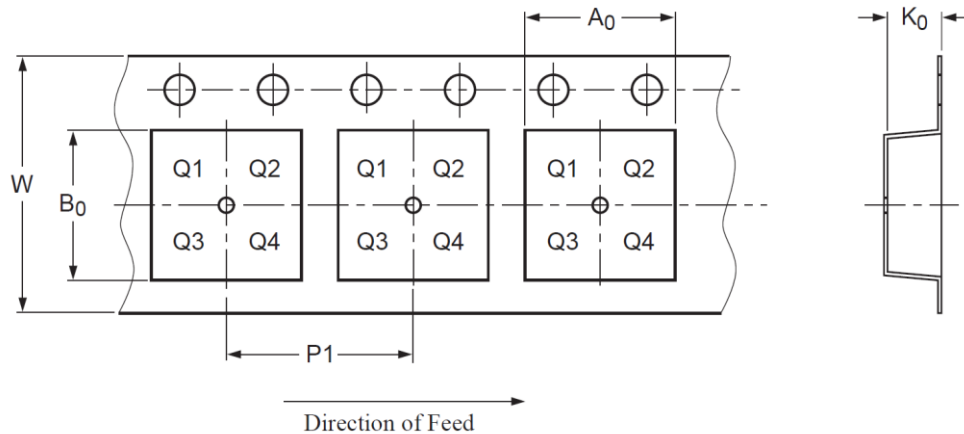 A0 K0
Q1 Q2 Q1 Q2 Q1 Q2
W
B0
Q3 Q4 Q3 Q4 Q3 Q4
P1
Direction of Feed